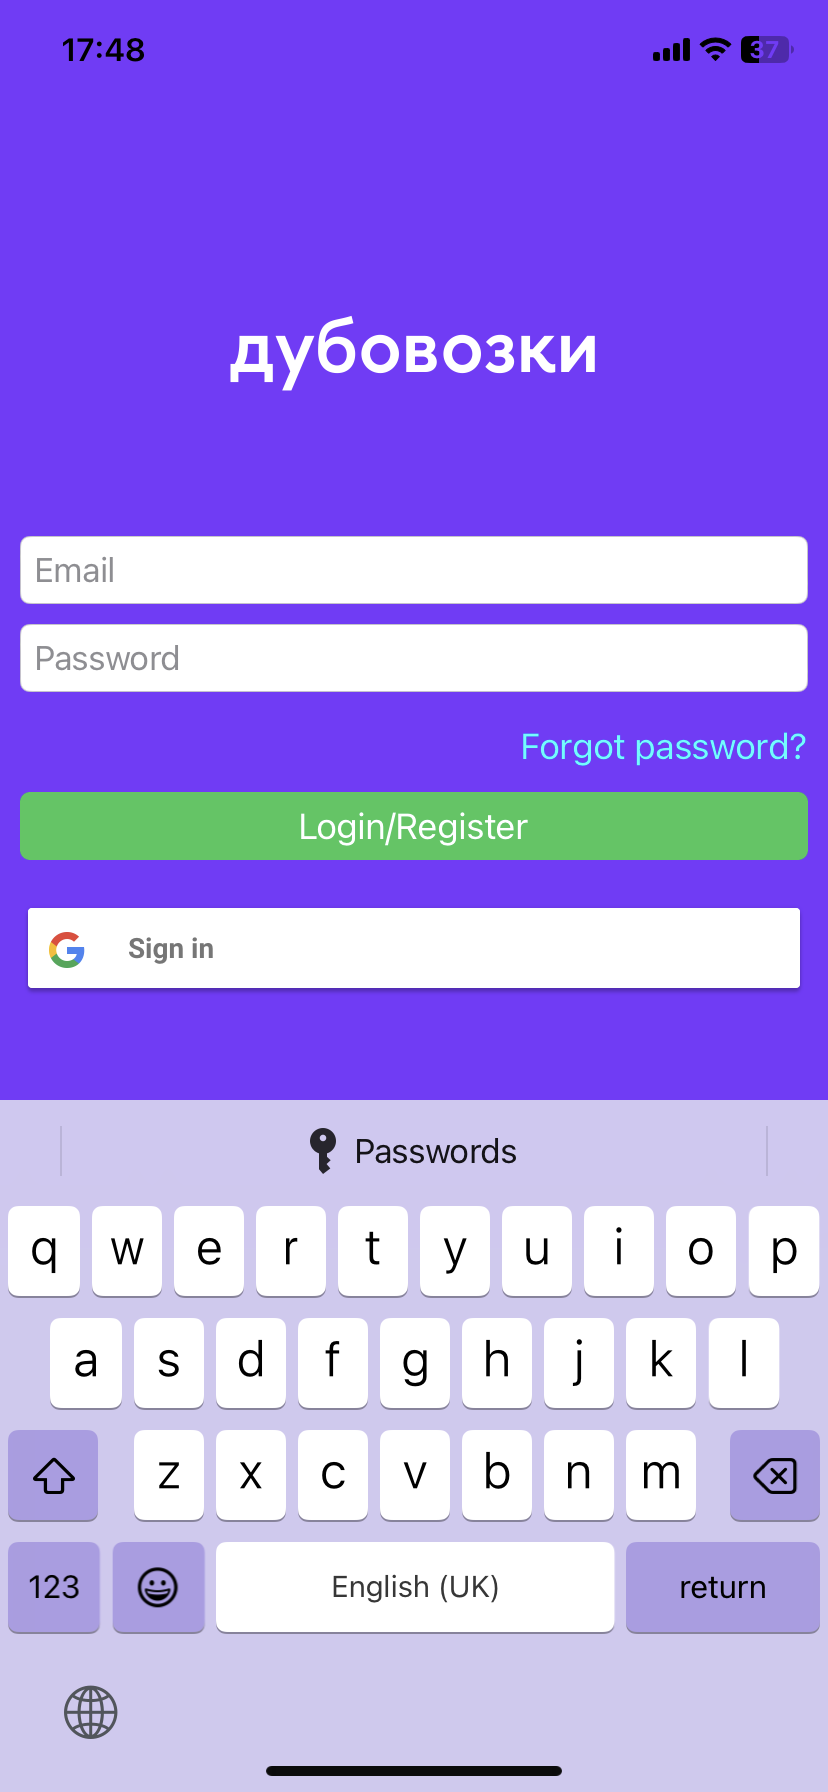 17:48
37
дубовозки
Email
Password
Forgot password?
Login/Register
Sign in
Passwords
q w e r t y u i o p
a s d f g h j k l
z x c v b n m
123 English (UK) return